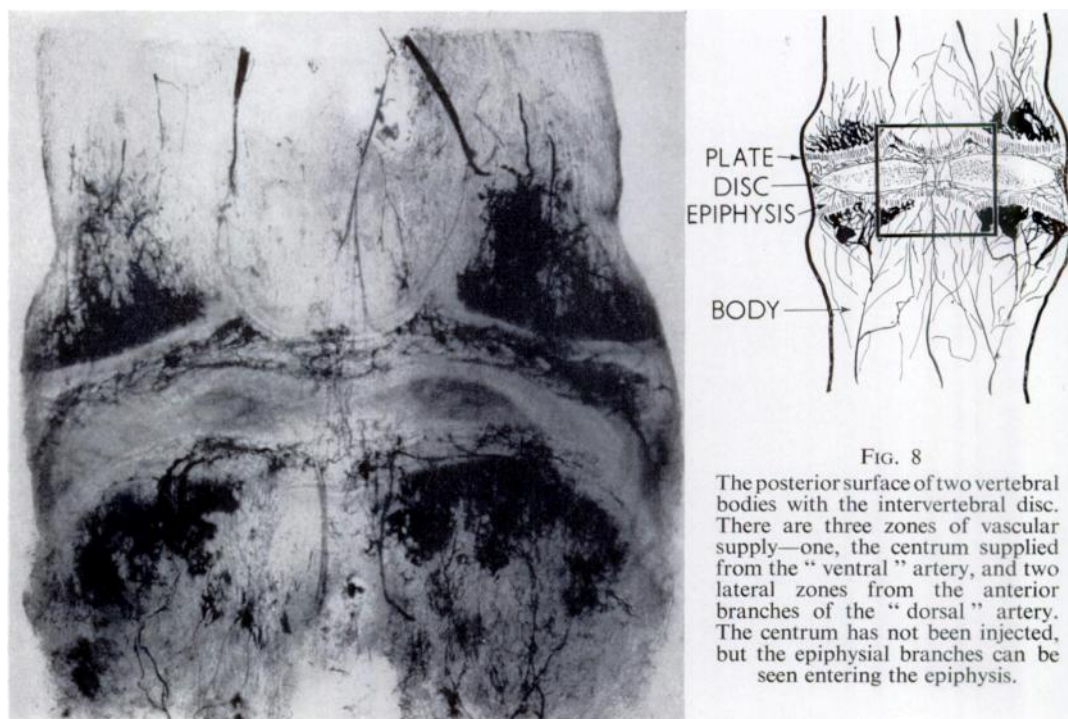 PLATE
DISC
EPIPHYSIS
BODY
FIG. 8
The posterior surface of two vertebral
bodies with the intervertebral disc.
There are three zones of vascular
supply—one, the centrum supplied
from the “ ventral ” artery, and two
lateral zones from the anterior
branches of the “ dorsal ” artery.
The centrum has not been injected,
but the epiphysial branches can be
seen entering the epiphysis.